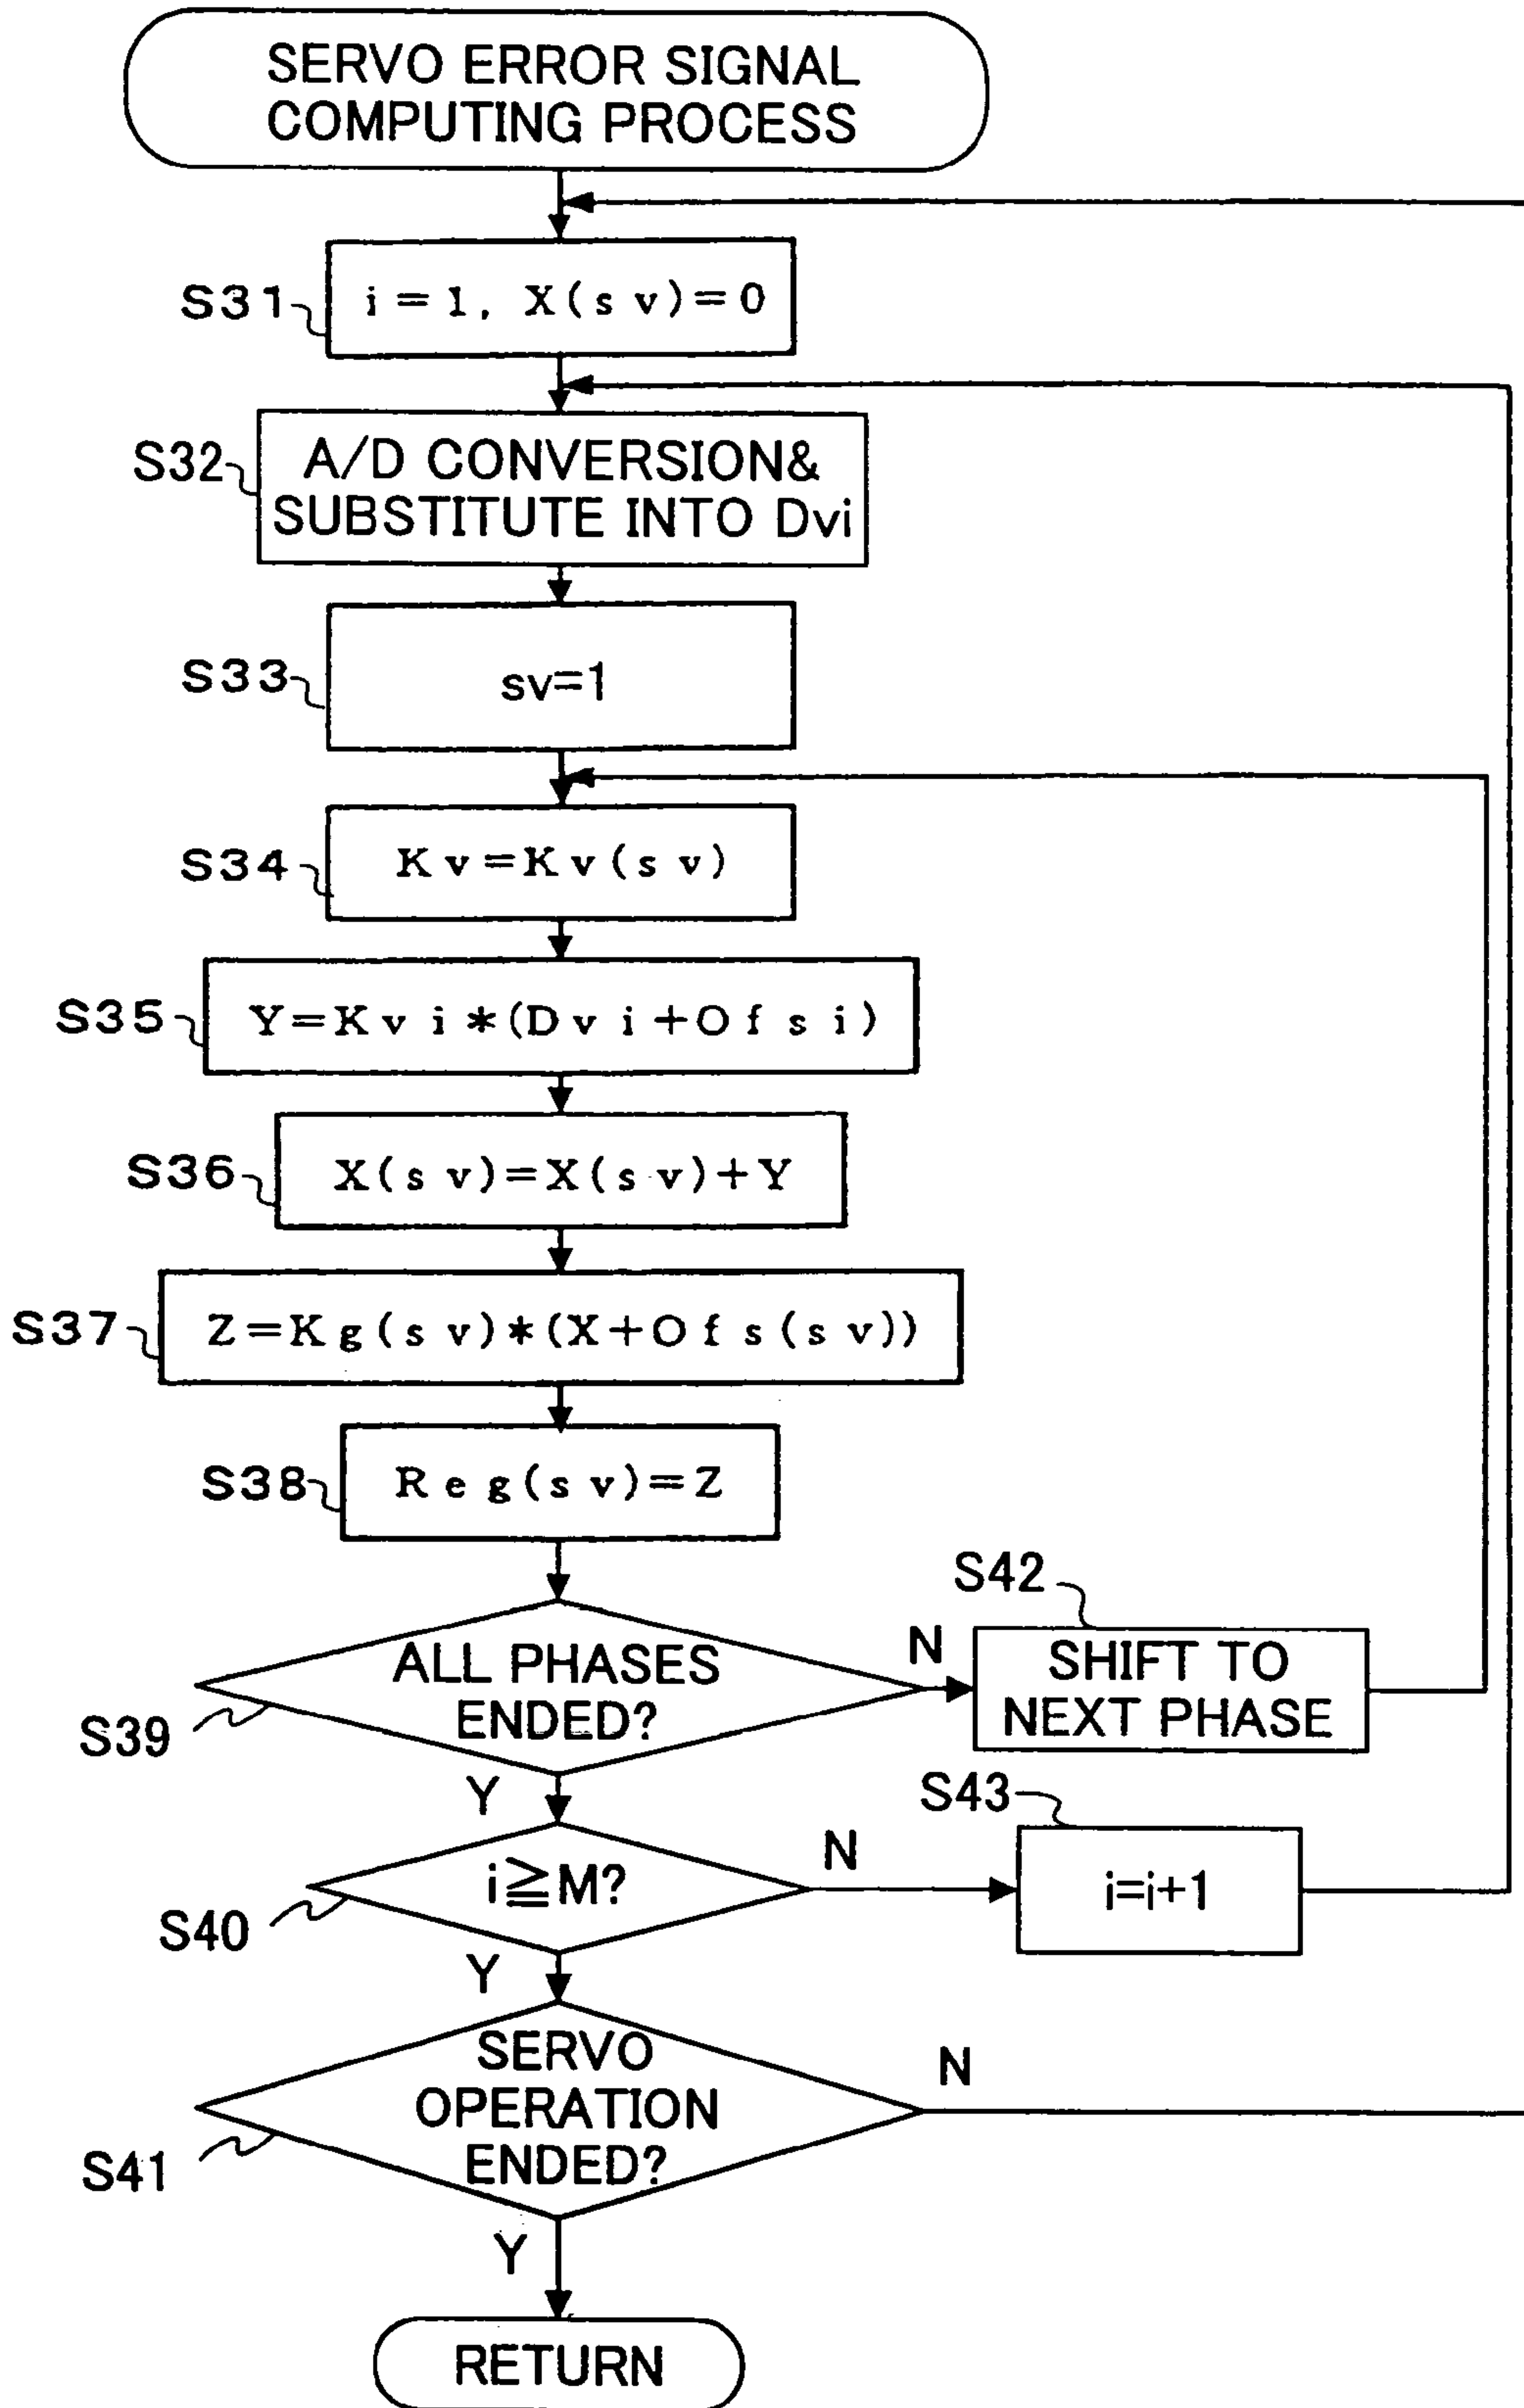 SERVO ERROR SIGNAL
COMPUTING PROCESS
S31
i=1, X(sv)=0
S32
A/D CONVERSION&
SUBSTITUTE INTO Dvi
S33
sv=1
S34
Kv=Kv(sv)
S35
Y=Kvi*(Dvi+Ofsi)
S36
X(sv)=X(sv)+Y
S37
Z=Kg(sv)*(X+Ofs(sv))
S38
Reg(sv)=Z
S39
ALL PHASES
ENDED?
N
S42
SHIFT TO
NEXT PHASE
Y
S40
i≧M?
N
S43
i=i+1
Y
S41
SERVO
OPERATION
ENDED?
N
Y
RETURN